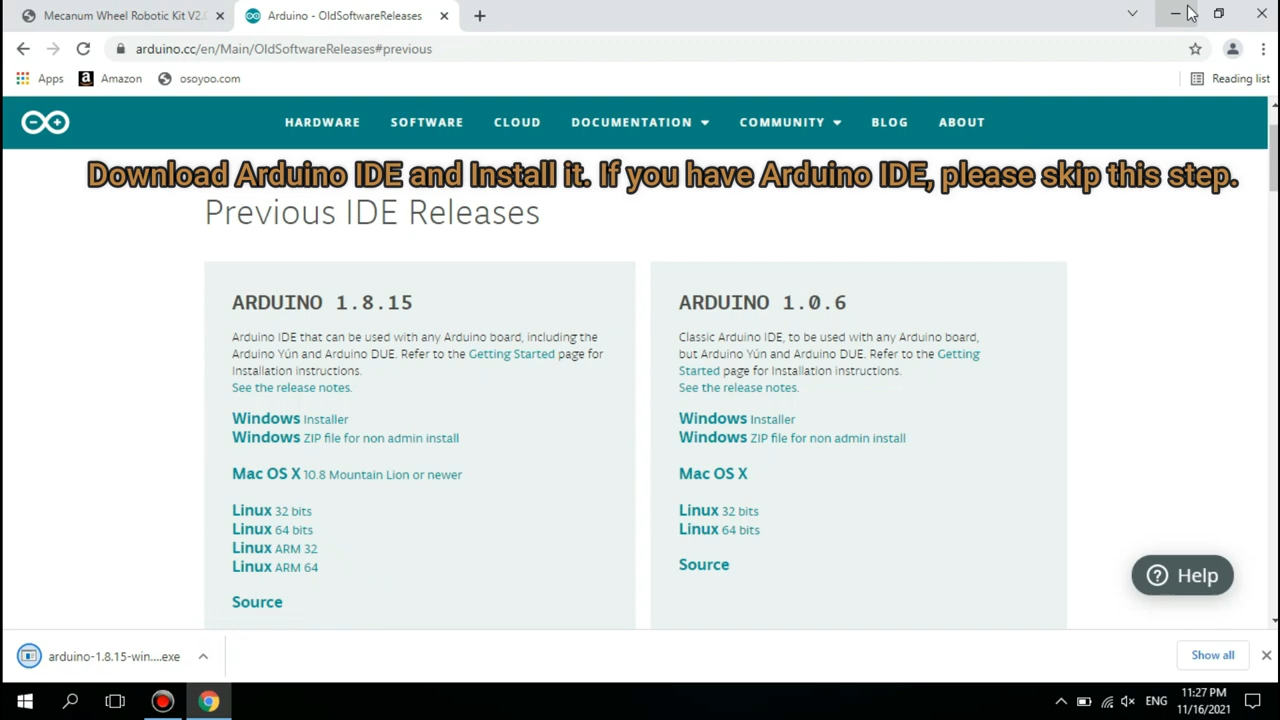 Mecanum Wheel Robotic Kit V2.
Arduino - OldSoftwareReleases
arduino.cc/en/Main/OldSoftwareReleases#previous
Apps
Amazon
osoyoo.com
Reading list
HARDWARE
SOFTWARE
CLOUD
DOCUMENTATION
COMMUNITY
BLOG
ABOUT
Download Arduino IDE and Install it. If you have Arduino IDE, please skip this step.
Previous IDE Releases
ARDUINO 1.8.15
Arduino IDE that can be used with any Arduino board, including the
Arduino Yún and Arduino DUE. Refer to the Getting Started page for
Installation instructions.
See the release notes.
Windows Installer
Windows ZIP file for non admin install
Mac OS X 10.8 Mountain Lion or newer
Linux 32 bits
Linux 64 bits
Linux ARM 32
Linux ARM 64
Source
ARDUINO 1.0.6
Classic Arduino IDE, to be used with any Arduino board,
but Arduino Yún and Arduino DUE. Refer to the Getting
Started page for Installation instructions.
See the release notes.
Windows Installer
Windows ZIP file for non admin install
Mac OS X
Linux 32 bits
Linux 64 bits
Source
Help
arduino-1.8.15-win....exe
Show all
ENG
11:27 PM
11/16/2021